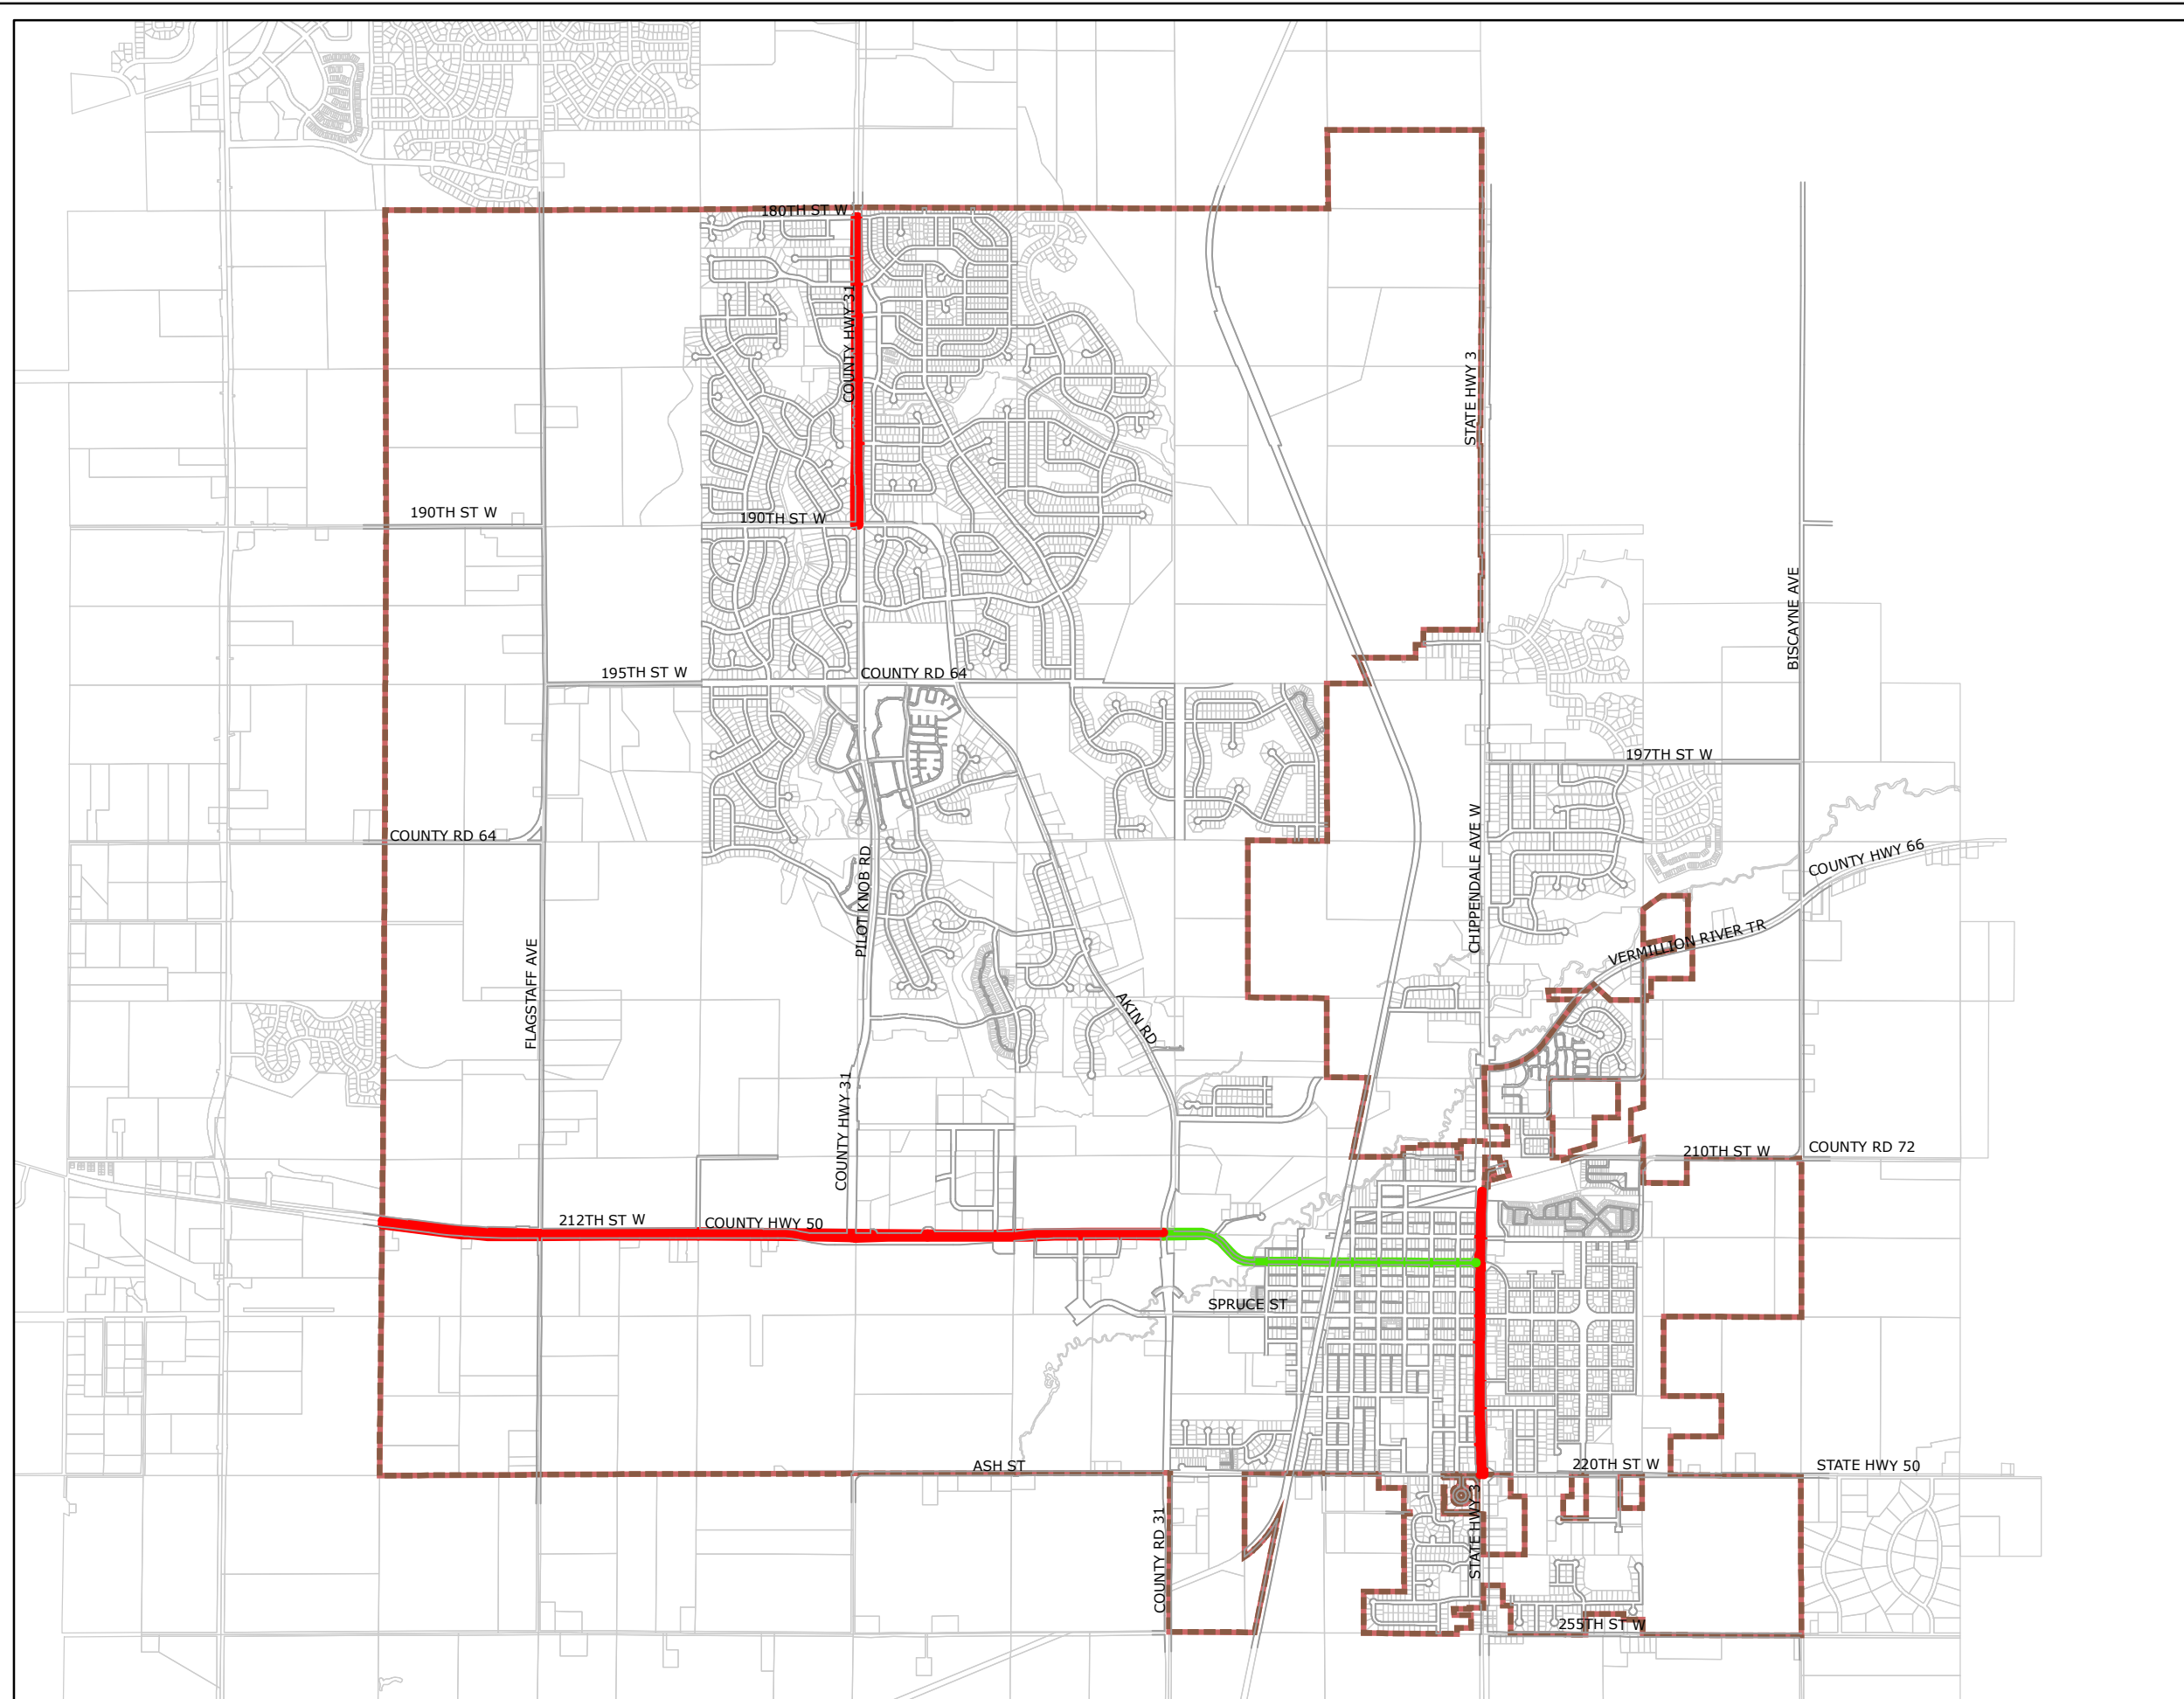 180TH ST W
COUNTY HWY 31
STATE HWY 3
190TH ST W
190TH ST W
BISCAYNE AVE
195TH ST W
COUNTY RD 64
197TH ST W
COUNTY RD 64
COUNTY HWY 66
PILOT KNOB RD
CHIPPENDALE AVE W
VERMILLION RIVER TR
FLAGSTAFF AVE
AKIN RD
COUNTY HWY 31
210TH ST W
COUNTY RD 72
212TH ST W
COUNTY HWY 50
SPRUCE ST
ASH ST
220TH ST W
STATE HWY 50
COUNTY RD 31
STATE HWY 3
255TH ST W